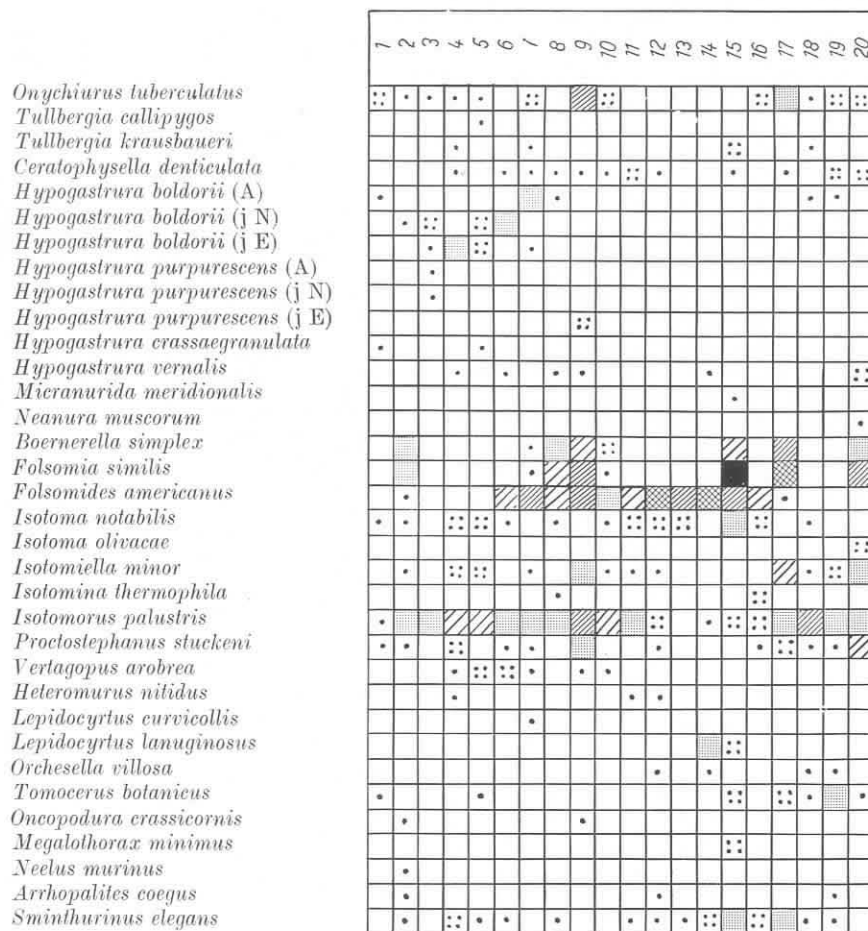 1 2 3 4 5 6 7 8 9 10 11 12 13 14 15 16 17 18 19 20
Onychiurus tuberculatus
Tullbergia callipygos
Tullbergia krausbaueri
Ceratophysella denticulata
Hypogastrura boldorii (A)
Hypogastrura boldorii (j N)
Hypogastrura boldorii (j E)
Hypogastrura purpurescens (A)
Hypogastrura purpurescens (j N)
Hypogastrura purpurescens (j E)
Hypogastrura crassaegranulata
Hypogastrura vernalis
Micranurida meridionalis
Neanura muscorum
Boernerella simplex
Folsomia similis
Folsomides americanus
Isotoma notabilis
Isotoma olivacae
Isotomiella minor
Isotomina thermophila
Isotomorus palustris
Proctostephanus stuckeni
Vertagopus arobrea
Heteromurus nitidus
Lepidocyrtus curvicollis
Lepidocyrtus lanuginosus
Orchesella villosa
Tomocerus botanicus
Oncopodura crassicornis
Megalothorax minimus
Neelus murinus
Arrhopalites coegus
Sminthurinus elegans